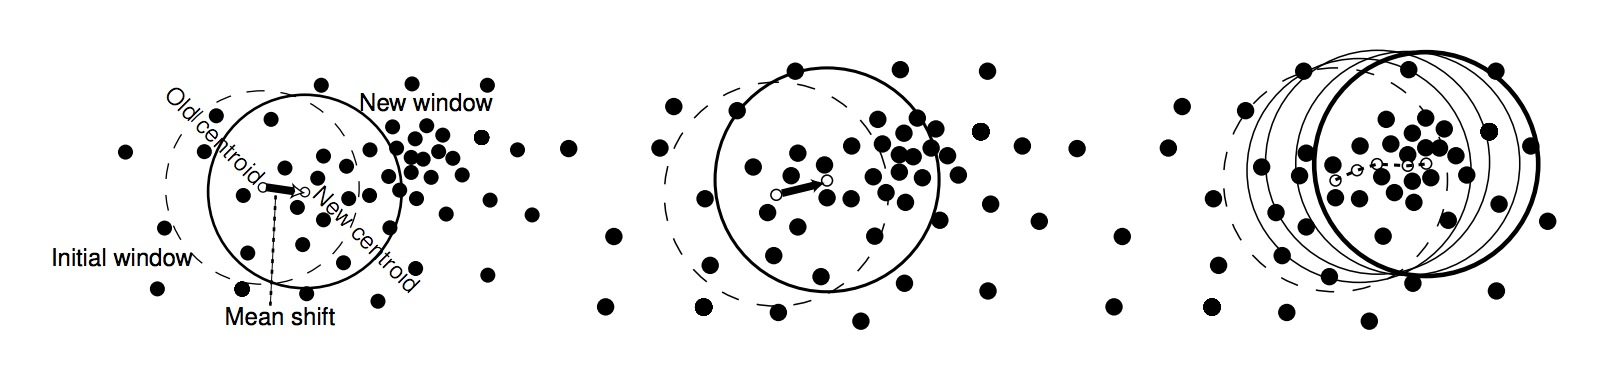 New window
Old centroid
New centroid
Initial window
Mean shift